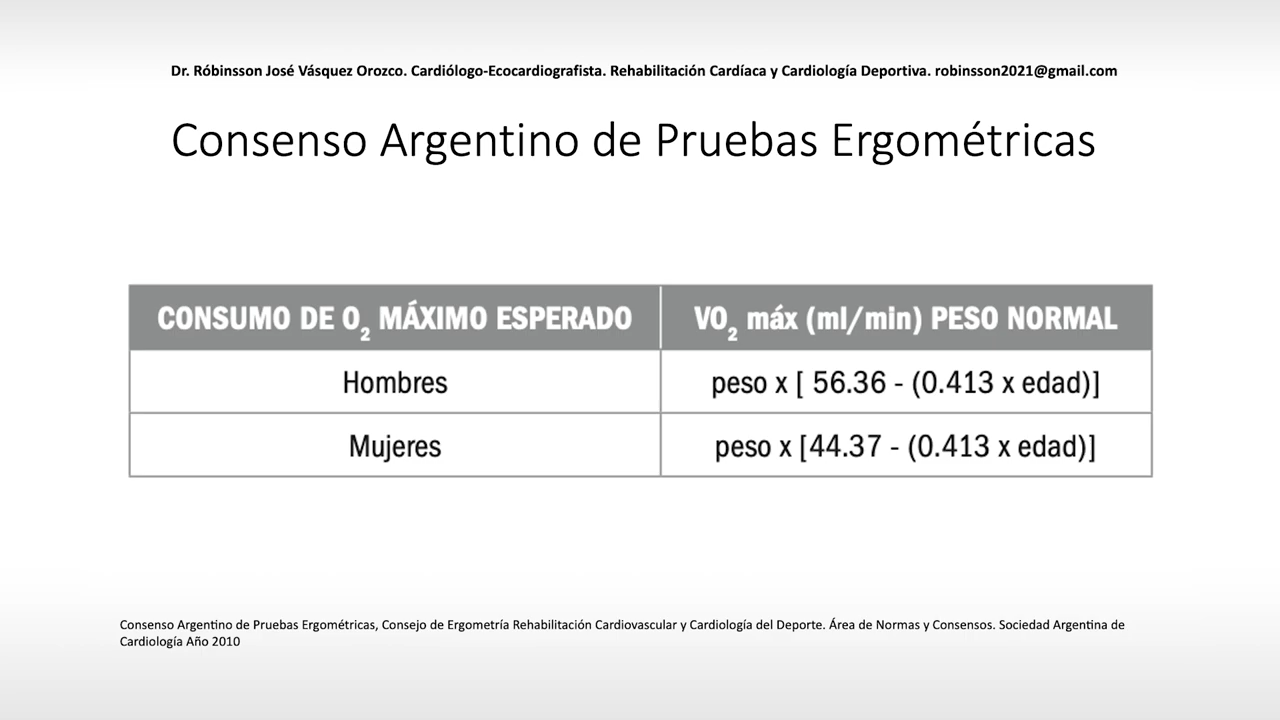 Dr. Róbinsson José Vásquez Orozco. Cardiólogo-Ecocardiografista. Rehabilitación Cardíaca y Cardiología Deportiva. robinsson2021@gmail.com
Consenso Argentino de Pruebas Ergométricas
CONSUMO DE O₂ MÁXIMO ESPERADO
VO₂ máx (ml/min) PESO NORMAL
Hombres
peso x [ 56.36 - (0.413 x edad)]
Mujeres
peso x [44.37 - (0.413 x edad)]
Consenso Argentino de Pruebas Ergométricas, Consejo de Ergometría Rehabilitación Cardiovascular y Cardiología del Deporte. Área de Normas y Consensos. Sociedad Argentina de
Cardiología Año 2010